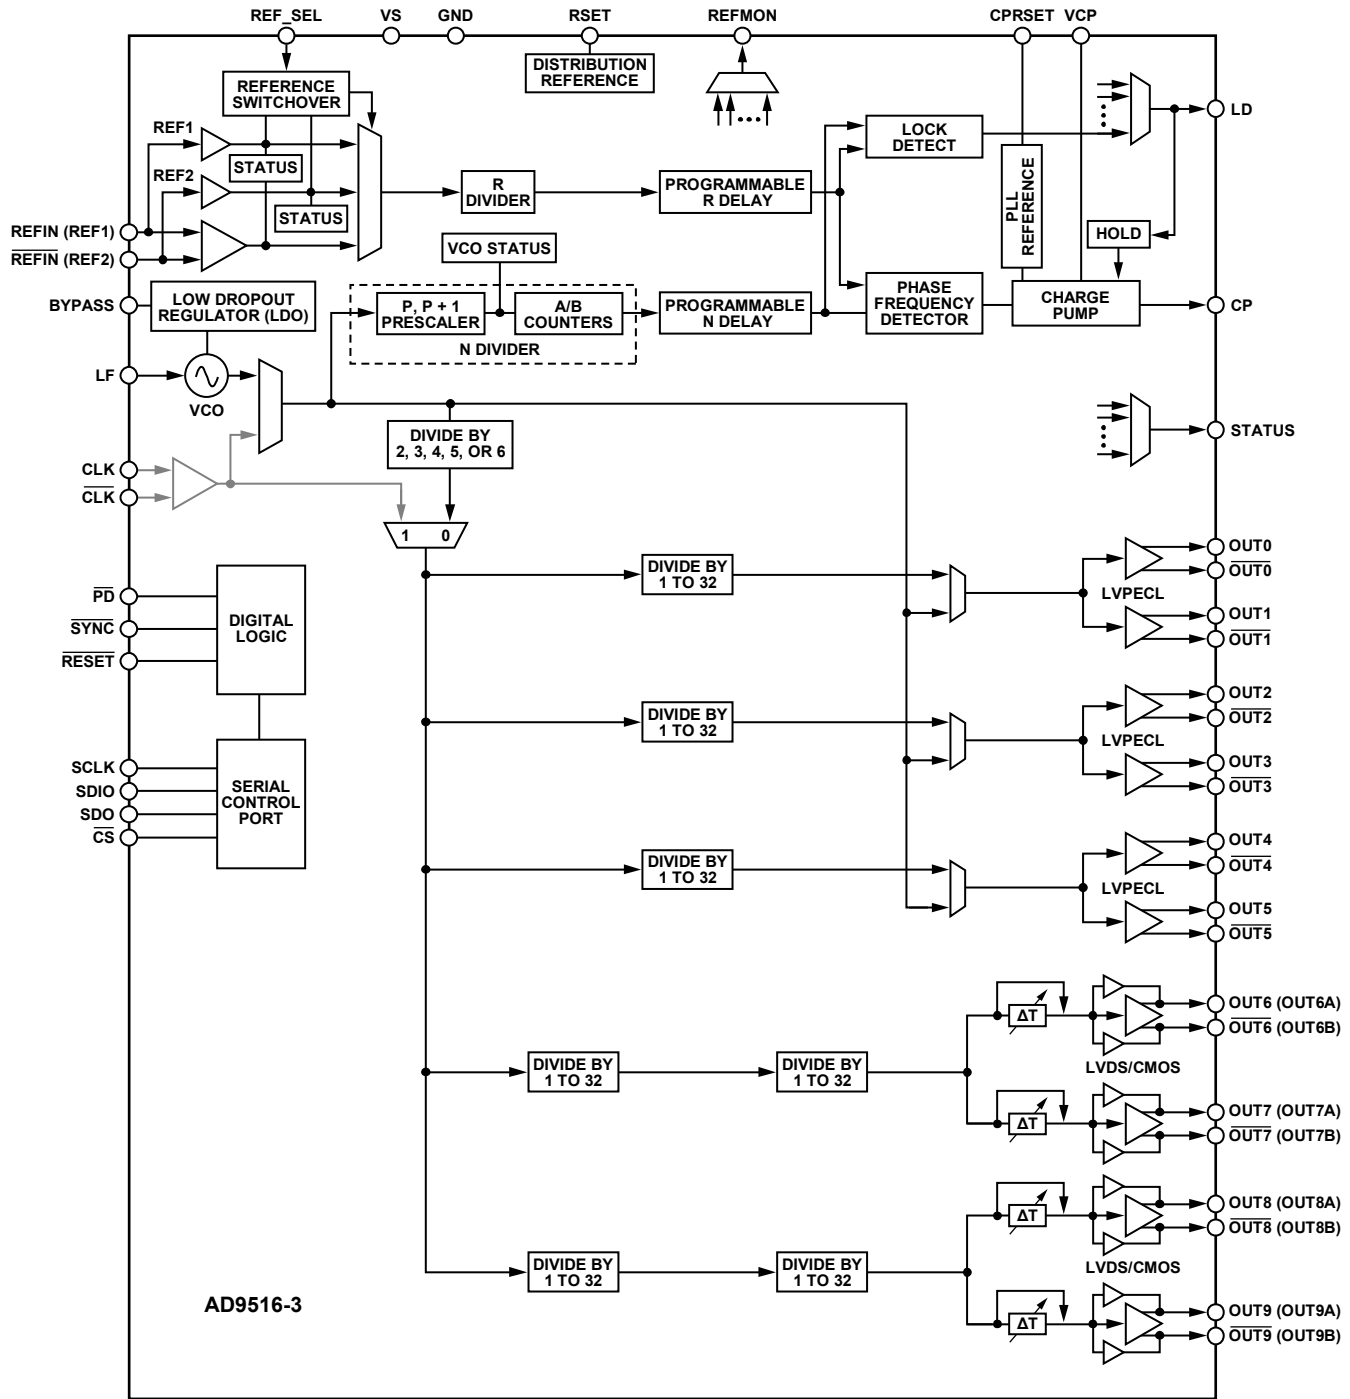 REF_SEL VS GND RSET REFMON CPRSET VCP
DISTRIBUTION
REFERENCE
REFERENCE
SWITCHOVER
REF1
STATUS
REF2
STATUS
REFIN (REF1)
REFIN (REF2)
R
DIVIDER
PROGRAMMABLE
R DELAY
LOCK
DETECT
LD
PLL
REFERENCE
HOLD
VCO STATUS
BYPASS
LOW DROPOUT
REGULATOR (LDO)
P, P + 1
PRESCALER
A/B
COUNTERS
N DIVIDER
PROGRAMMABLE
N DELAY
PHASE
FREQUENCY
DETECTOR
CHARGE
PUMP
CP
LF
VCO
STATUS
DIVIDE BY
2, 3, 4, 5, OR 6
CLK
CLK
1 0
PD
SYNC
RESET
DIGITAL
LOGIC
SCLK
SDIO
SDO
CS
SERIAL
CONTROL
PORT
DIVIDE BY
1 TO 32
LVPECL
OUT0
OUT0
OUT1
OUT1
DIVIDE BY
1 TO 32
LVPECL
OUT2
OUT2
OUT3
OUT3
DIVIDE BY
1 TO 32
LVPECL
OUT4
OUT4
OUT5
OUT5
DIVIDE BY
1 TO 32
DIVIDE BY
1 TO 32
ΔT
ΔT
LVDS/CMOS
OUT6 (OUT6A)
OUT6 (OUT6B)
OUT7 (OUT7A)
OUT7 (OUT7B)
DIVIDE BY
1 TO 32
DIVIDE BY
1 TO 32
ΔT
ΔT
LVDS/CMOS
OUT8 (OUT8A)
OUT8 (OUT8B)
OUT9 (OUT9A)
OUT9 (OUT9B)
AD9516-3